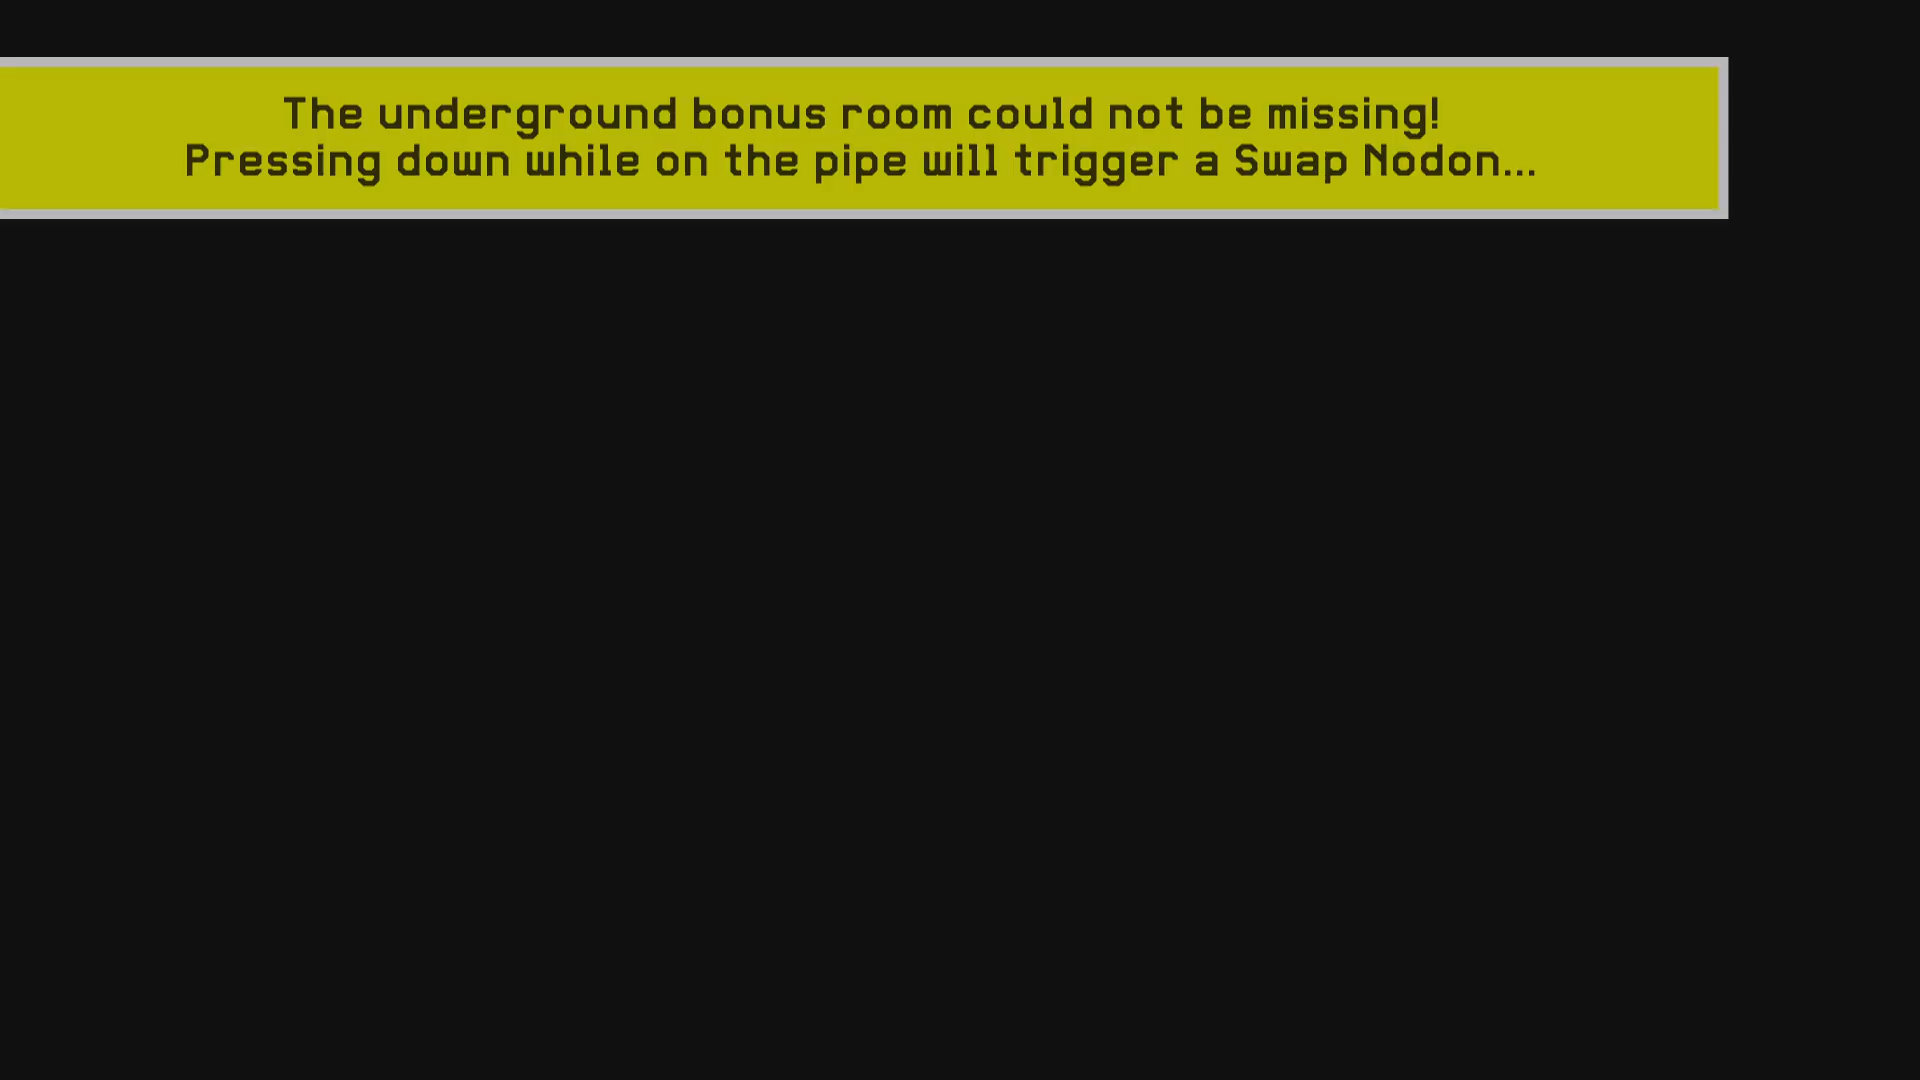 The underground bonus room could not be missing!
Pressing down while on the pipe will trigger a Swap Nodon...